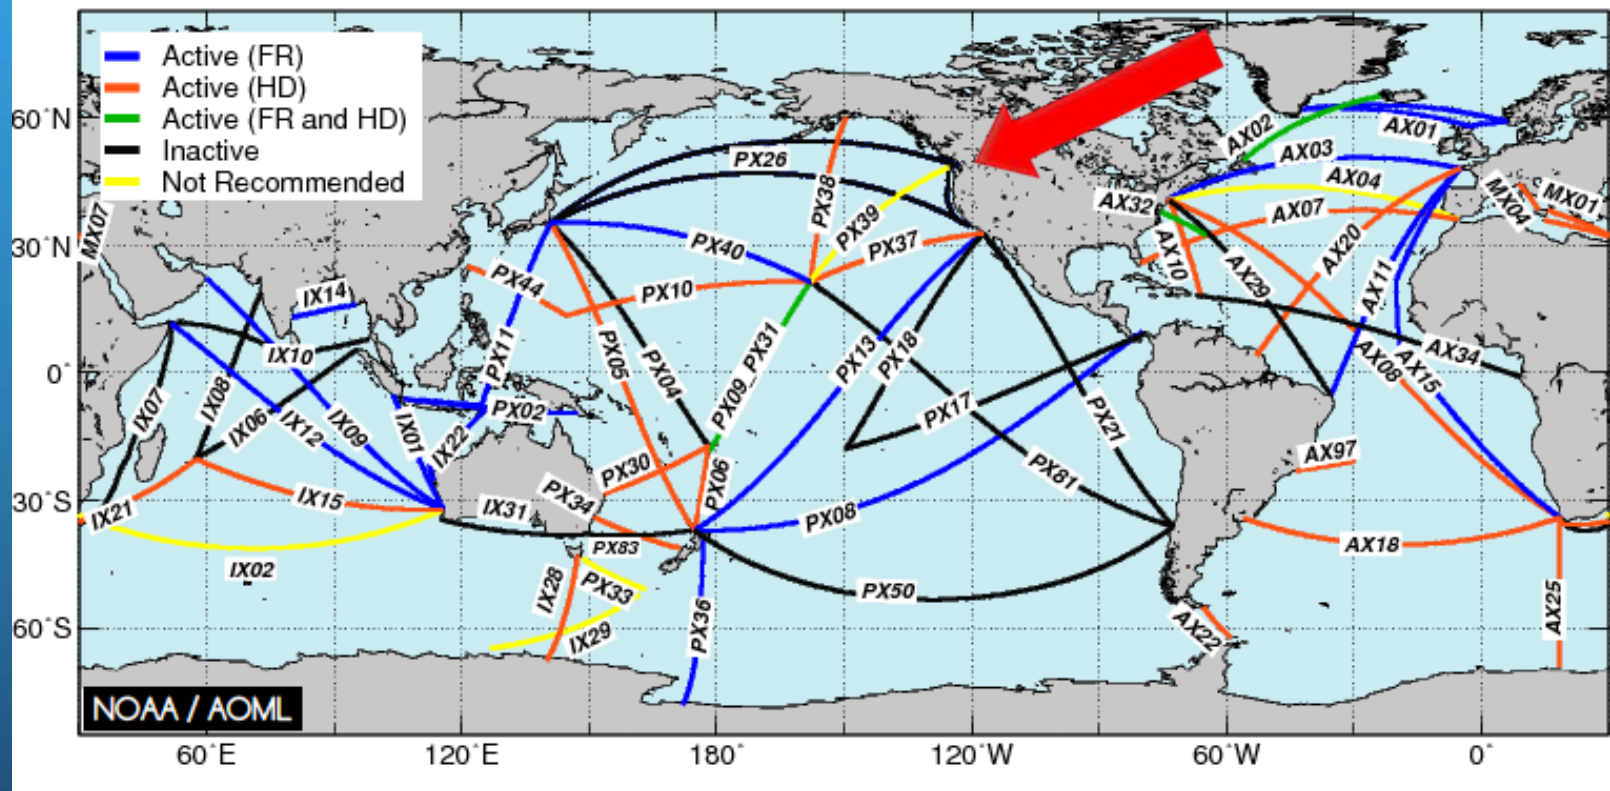 Active (FR)
Active (HD)
Active (FR and HD)
Inactive
Not Recommended
60°N
30°N
0°
30°S
60°S
60°E
120°E
180°
120°W
60°W
0°
MX07
IX14
IX10
IX07
IX08
IX06
IX12
IX09
IX01
IX22
IX21
IX15
IX02
IX31
IX28
IX29
PX26
PX38
PX39
PX40
PX37
PX44
PX10
PX11
PX05
PX04
PX09_PX31
PX13
PX18
PX02
PX17
PX21
PX30
PX34
PX06
PX81
PX08
PX83
PX33
PX36
PX50
AX02
AX01
AX03
AX04
AX32
AX07
AX10
AX29
AX20
AX11
MX04
MX01
AX34
AX08
AX15
AX97
AX18
AX22
AX25
NOAA / AOML